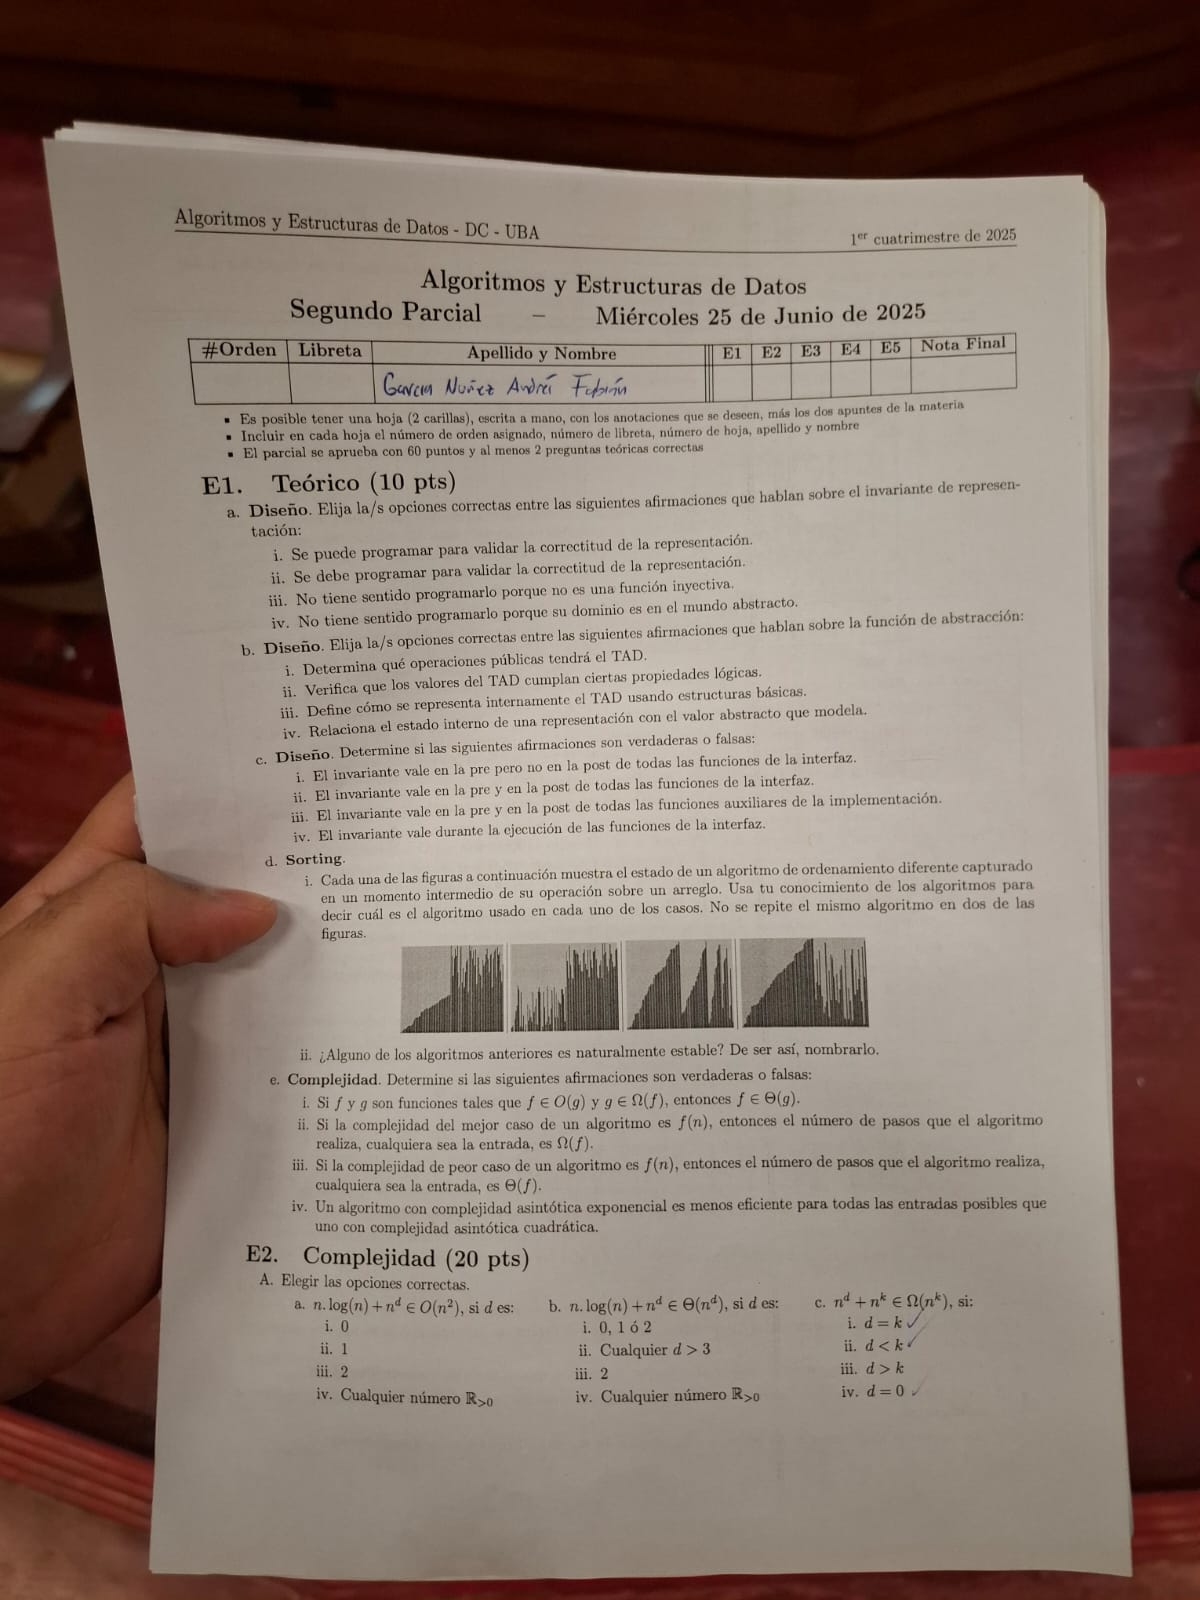 Algoritmos y Estructuras de Datos - DC - UBA
1er cuatrimestre de 2025
Algoritmos y Estructuras de Datos
Segundo Parcial – Miércoles 25 de Junio de 2025
#Orden Libreta Apellido y Nombre E1 E2 E3 E4 E5 Nota Final
Garcia Nuñez Andrei Fabián
▪ Es posible tener una hoja (2 carillas), escrita a mano, con los anotaciones que se deseen, más los dos apuntes de la materia
▪ Incluir en cada hoja el número de orden asignado, número de libreta, número de hoja, apellido y nombre
▪ El parcial se aprueba con 60 puntos y al menos 2 preguntas teóricas correctas
E1. Teórico (10 pts)
a. Diseño. Elija la/s opciones correctas entre las siguientes afirmaciones que hablan sobre el invariante de represen-
tación:
i. Se puede programar para validar la correctitud de la representación.
ii. Se debe programar para validar la correctitud de la representación.
iii. No tiene sentido programarlo porque no es una función inyectiva.
iv. No tiene sentido programarlo porque su dominio es en el mundo abstracto.
b. Diseño. Elija la/s opciones correctas entre las siguientes afirmaciones que hablan sobre la función de abstracción:
i. Determina qué operaciones públicas tendrá el TAD.
ii. Verifica que los valores del TAD cumplan ciertas propiedades lógicas.
iii. Define cómo se representa internamente el TAD usando estructuras básicas.
iv. Relaciona el estado interno de una representación con el valor abstracto que modela.
c. Diseño. Determine si las siguientes afirmaciones son verdaderas o falsas:
i. El invariante vale en la pre pero no en la post de todas las funciones de la interfaz.
ii. El invariante vale en la pre y en la post de todas las funciones de la interfaz.
iii. El invariante vale en la pre y en la post de todas las funciones auxiliares de la implementación.
iv. El invariante vale durante la ejecución de las funciones de la interfaz.
d. Sorting.
i. Cada una de las figuras a continuación muestra el estado de un algoritmo de ordenamiento diferente capturado
en un momento intermedio de su operación sobre un arreglo. Usa tu conocimiento de los algoritmos para
decir cuál es el algoritmo usado en cada uno de los casos. No se repite el mismo algoritmo en dos de las
figuras.
ii. ¿Alguno de los algoritmos anteriores es naturalmente estable? De ser así, nombrarlo.
e. Complejidad. Determine si las siguientes afirmaciones son verdaderas o falsas:
i. Si f y g son funciones tales que f ∈ O(g) y g ∈ Ω(f), entonces f ∈ Θ(g).
ii. Si la complejidad del mejor caso de un algoritmo es f(n), entonces el número de pasos que el algoritmo
realiza, cualquiera sea la entrada, es Ω(f).
iii. Si la complejidad de peor caso de un algoritmo es f(n), entonces el número de pasos que el algoritmo realiza,
cualquiera sea la entrada, es Θ(f).
iv. Un algoritmo con complejidad asintótica exponencial es menos eficiente para todas las entradas posibles que
uno con complejidad asintótica cuadrática.
E2. Complejidad (20 pts)
A. Elegir las opciones correctas.
a. n.log(n) + n^d ∈ O(n²), si d es:
i. 0
ii. 1
iii. 2
iv. Cualquier número ℝ>0
b. n.log(n) + n^d ∈ Θ(n^d), si d es:
i. 0, 1 ó 2
ii. Cualquier d > 3
iii. 2
iv. Cualquier número ℝ>0
c. n^d + n^k ∈ Ω(n^k), si:
i. d = k ✓
ii. d < k ✓
iii. d > k
iv. d = 0 ✓